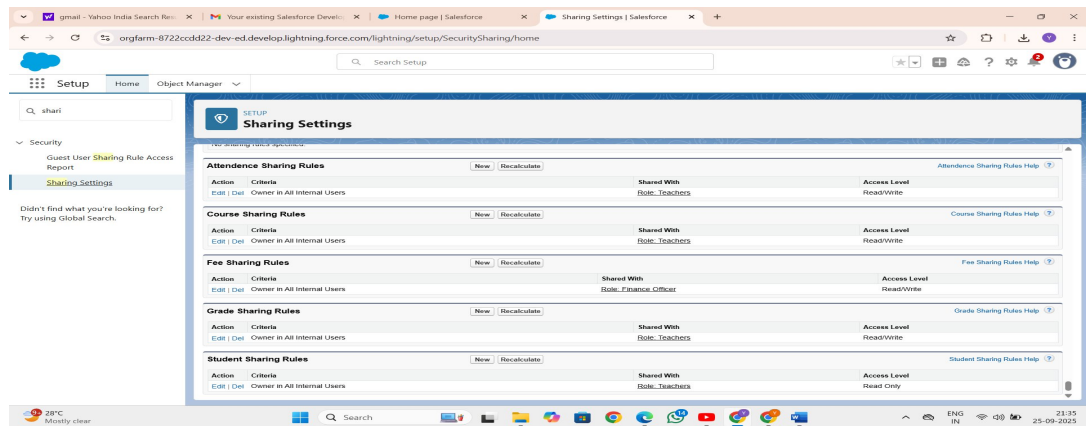 gmail - Yahoo India Search Res
Your existing Salesforce Develo
Home page | Salesforce
Sharing Settings | Salesforce
orgfarm-8722ccdd22-dev-ed.develop.lightning.force.com/lightning/setup/SecuritySharing/home
Search Setup
2
Setup Home Object Manager
shari
SETUP
Sharing Settings
Security
Guest User Sharing Rule Access
Report
Sharing Settings
Didn't find what you're looking for?
Try using Global Search.
No sharing rules specified.
Attendence Sharing Rules New Recalculate Attendence Sharing Rules Help ?
Action Criteria Shared With Access Level
Edit | Del Owner in All Internal Users Role: Teachers Read/Write
Course Sharing Rules New Recalculate Course Sharing Rules Help ?
Action Criteria Shared With Access Level
Edit | Del Owner in All Internal Users Role: Teachers Read/Write
Fee Sharing Rules New Recalculate Fee Sharing Rules Help ?
Action Criteria Shared With Access Level
Edit | Del Owner in All Internal Users Role: Finance Officer Read/Write
Grade Sharing Rules New Recalculate Grade Sharing Rules Help ?
Action Criteria Shared With Access Level
Edit | Del Owner in All Internal Users Role: Teachers Read/Write
Student Sharing Rules New Recalculate Student Sharing Rules Help ?
Action Criteria Shared With Access Level
Edit | Del Owner in All Internal Users Role: Teachers Read Only
28°C
Mostly clear
Search
14
ENG
IN
21:35
25-09-2025